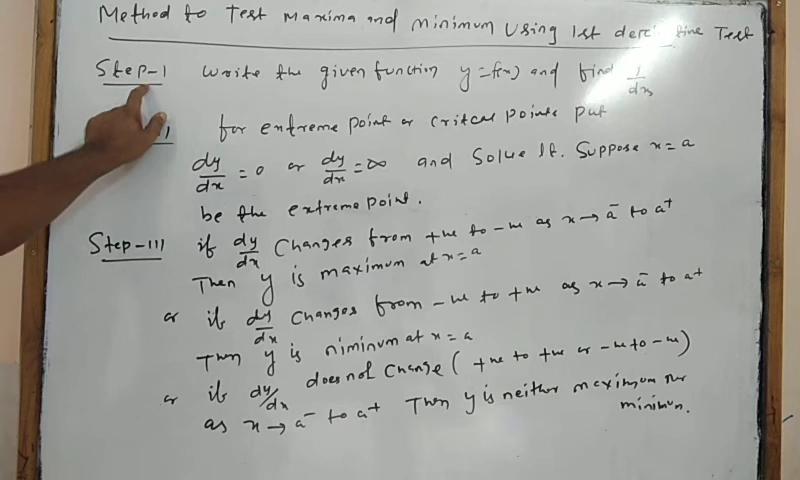 Method to Test Maxima and Minimum Using 1st Test
Step-I Write the given function y = f(x) and find dx
for extreme point or critcal points put
dy/dx = 0 or dy/dx = ∞ and Solve it. Suppose x = a
be the extreme point.
Step-III if dy/dx Changes from +ve to -ve as x → a⁻ to a⁺
Then y is maximum at x = a
or if dy/dx changes from -ve to +ve as x → a⁻ to a⁺
Then y is niminum at x = a
or if dy/dx does not change (+ve to +ve or -ve to -ve)
as x → a⁻ to a⁺ Then y is neither maximum nor
minimum.